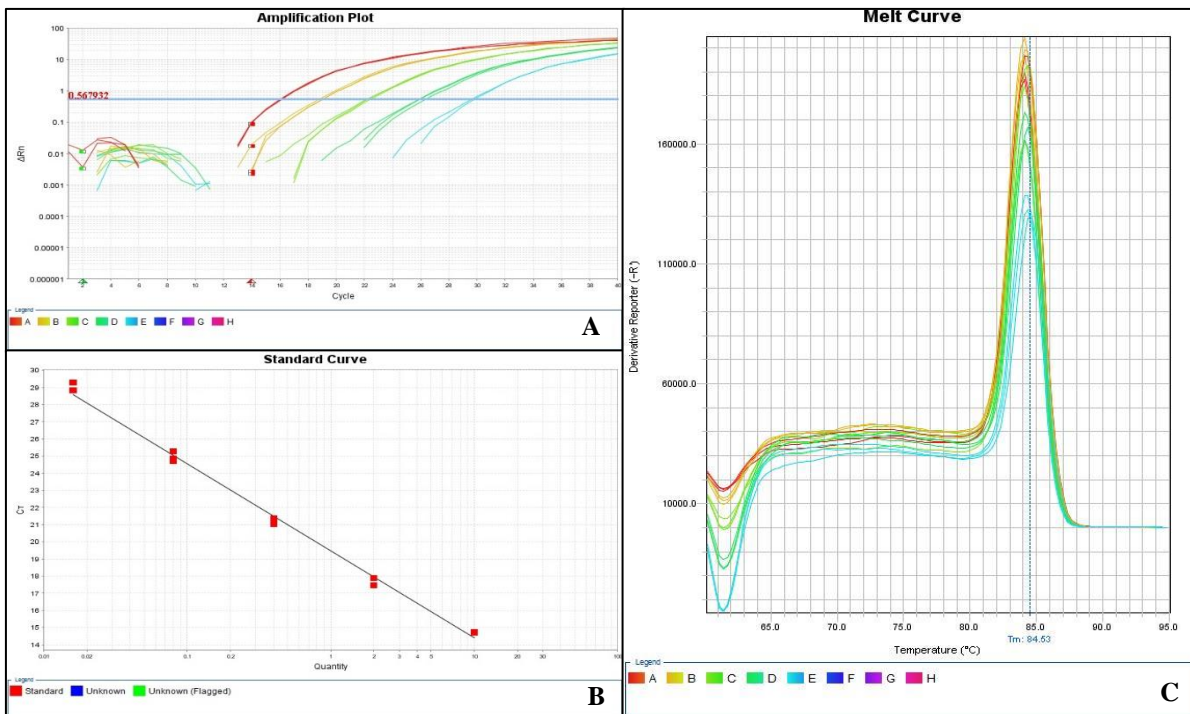 Amplification Plot
100
10
1
0.567932
0.1
0.01
0.001
0.0001
0.00001
0.000001
ΔRn
2 4 6 8 10 12 14 16 18 20 22 24 26 28 30 32 34 36 38 40
Cycle
Legend
A B C D E F G H
A
Standard Curve
30
29
28
27
26
25
24
23
22
21
20
19
18
17
16
15
14
CT
0.01 0.02 0.1 0.2 1 2 3 4 5 10 20 30 100
Quantity
Legend
Standard Unknown Unknown (Flagged)
B
Melt Curve
160000.0
110000.0
60000.0
10000.0
Derivative Reporter (-R')
65.0 70.0 75.0 80.0 85.0 90.0 95.0
Tm: 84.53
Temperature (°C)
Legend
A B C D E F G H
C